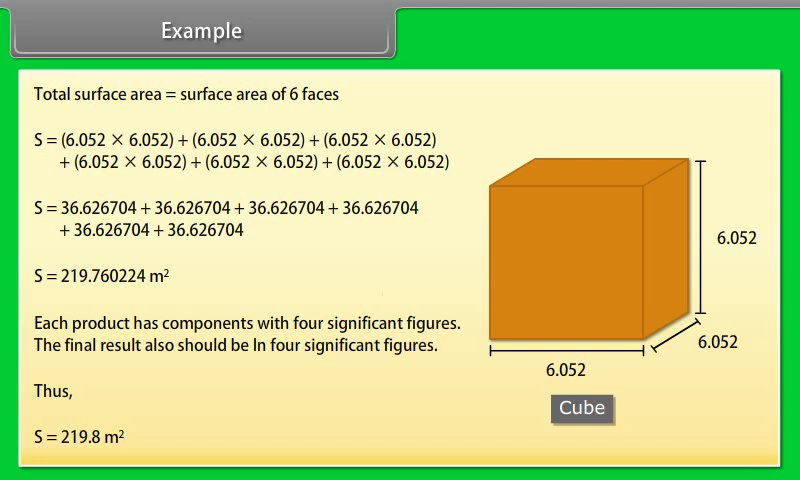 Example
Total surface area = surface area of 6 faces
S = (6.052 × 6.052) + (6.052 × 6.052) + (6.052 × 6.052)
+ (6.052 × 6.052) + (6.052 × 6.052) + (6.052 × 6.052)
S = 36.626704 + 36.626704 + 36.626704 + 36.626704
+ 36.626704 + 36.626704
S = 219.760224 m²
Each product has components with four significant figures.
The final result also should be In four significant figures.
Thus,
S = 219.8 m²
6.052
6.052
6.052
Cube